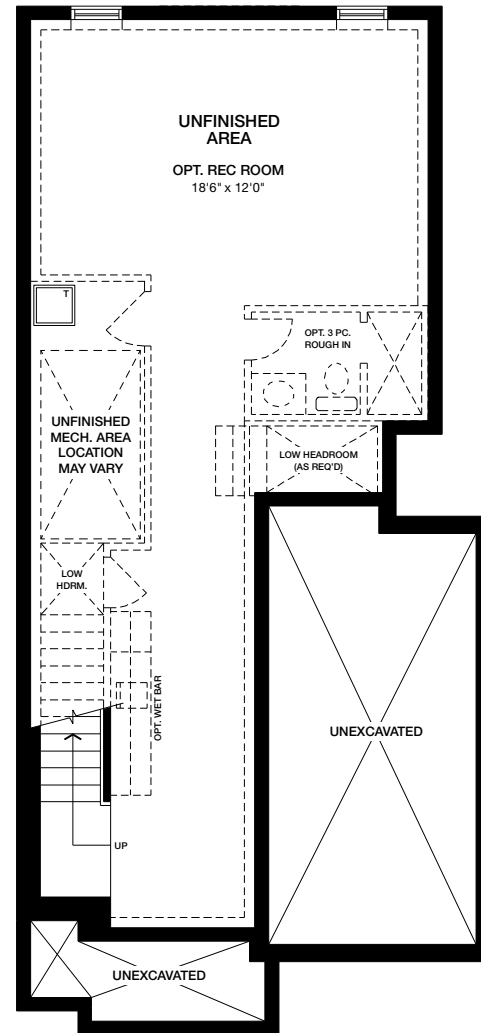 UNFINISHED
AREA
OPT. REC ROOM
18'6" x 12'0"
T
OPT. 3 PC.
ROUGH IN
UNFINISHED
MECH. AREA
LOCATION
MAY VARY
LOW HEADROOM
(AS REQ'D)
LOW
HDRM.
OPT. WET BAR
UNEXCAVATED
UP
UNEXCAVATED